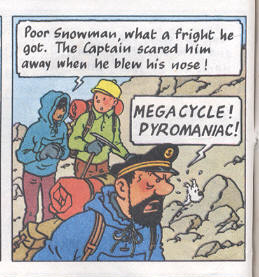 Poor Snowman, what a fright he
got. The Captain scared him
away when he blew his nose!
MEGACYCLE!
PYROMANIAC!